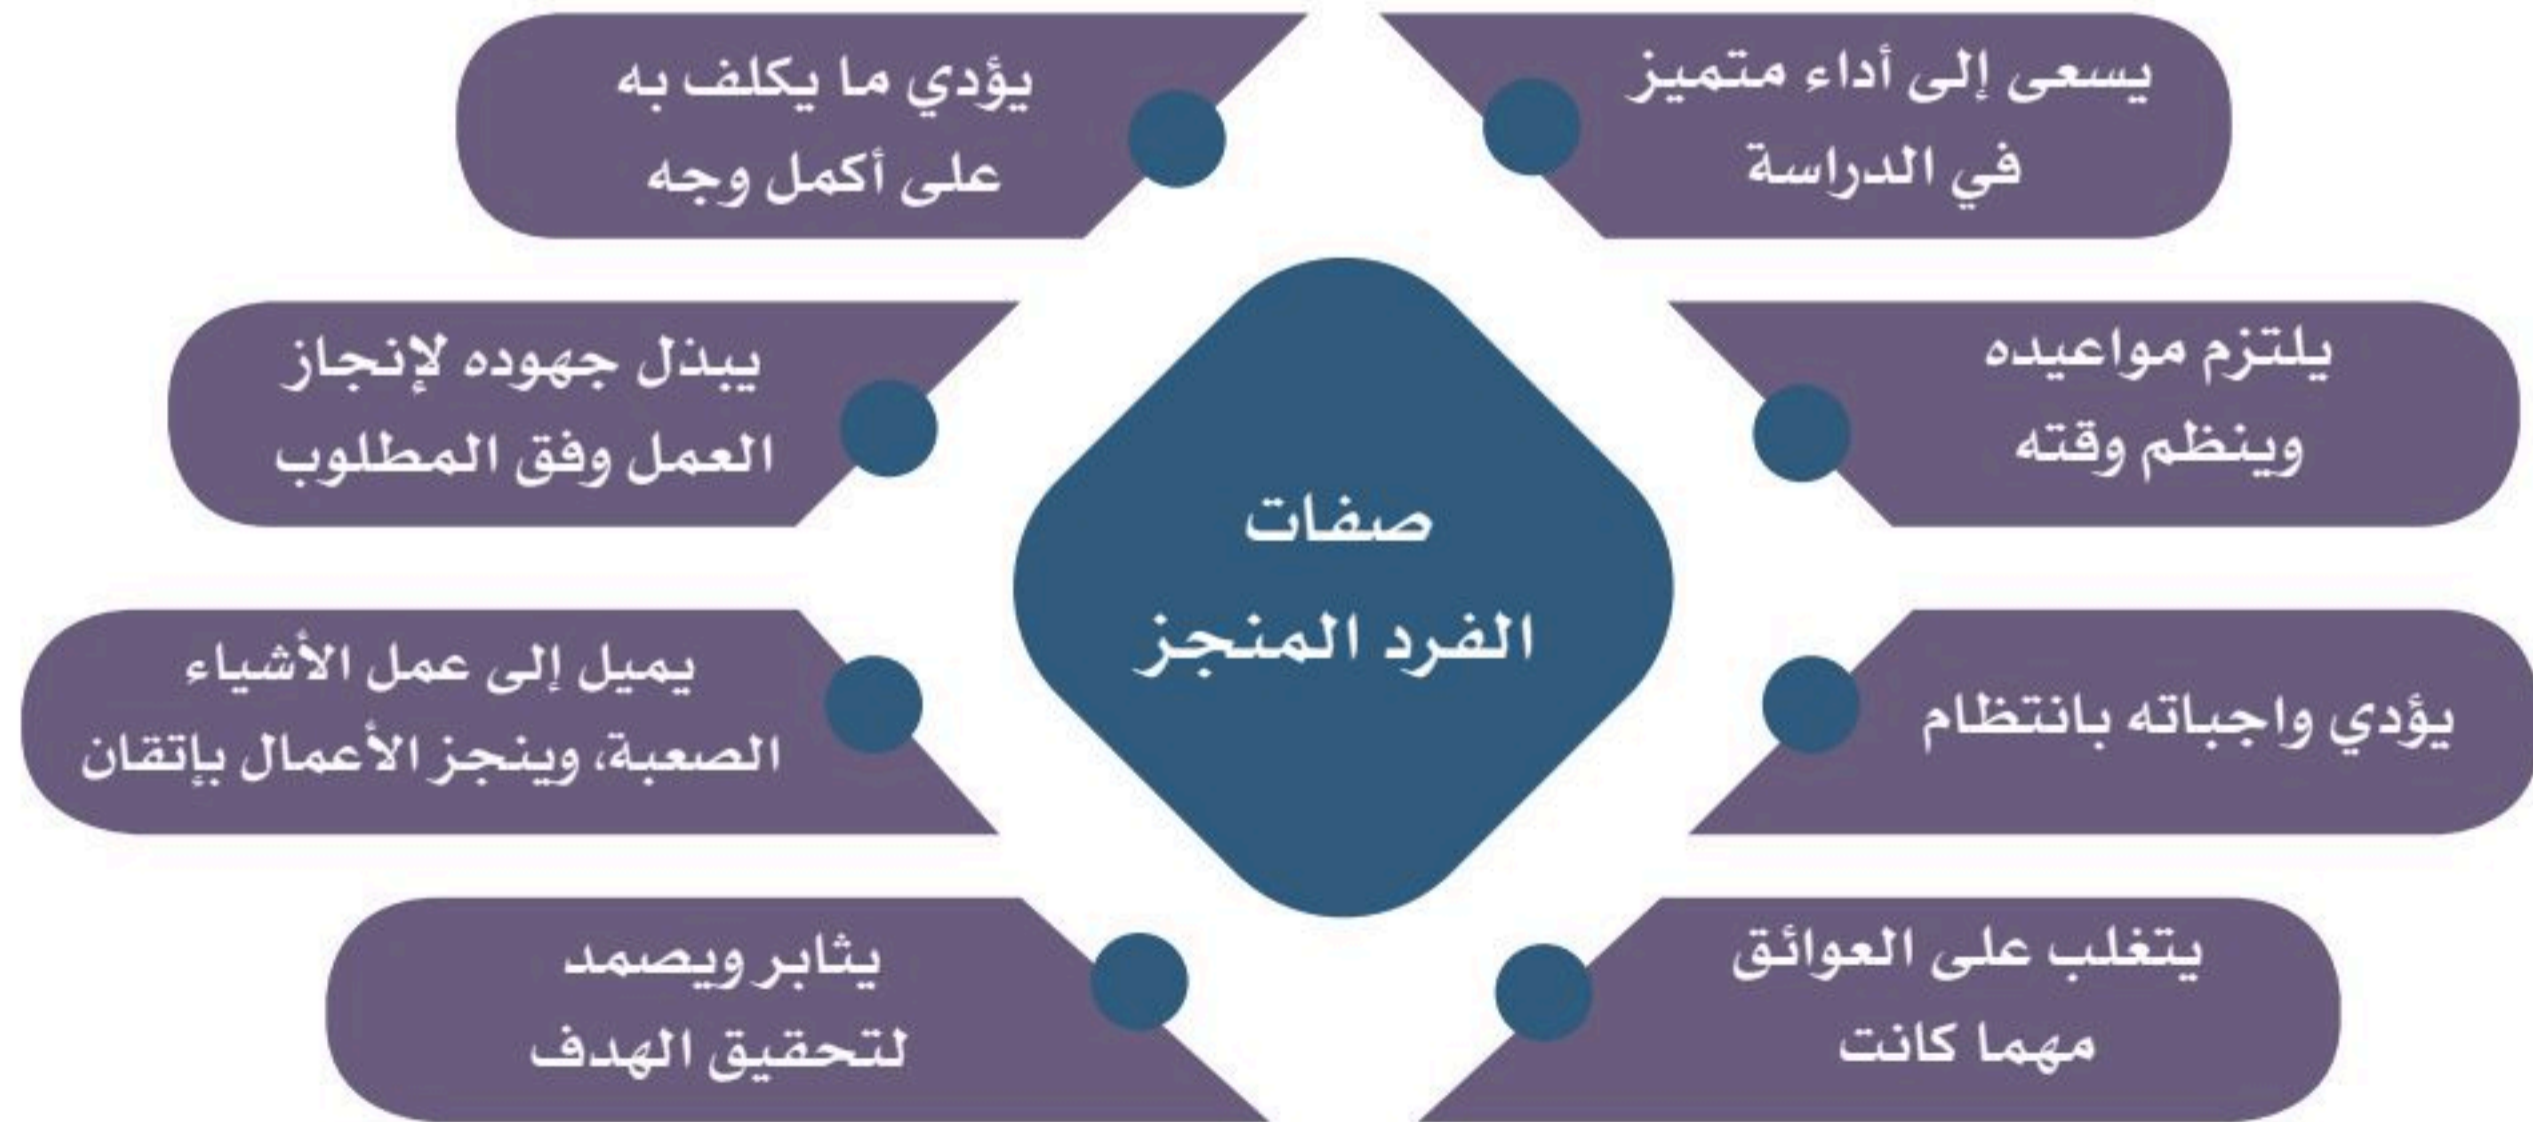 صفات
الفرد المنجز
يسعى إلى أداء متميز
في الدراسة
يلتزم مواعيده
وينظم وقته
يؤدي واجباته بانتظام
يتغلب على العوائق
مهما كانت
يؤدي ما يكلف به
على أكمل وجه
يبذل جهوده لإنجاز
العمل وفق المطلوب
يميل إلى عمل الأشياء
الصعبة، وينجز الأعمال بإتقان
يثابر ويصمد
لتحقيق الهدف